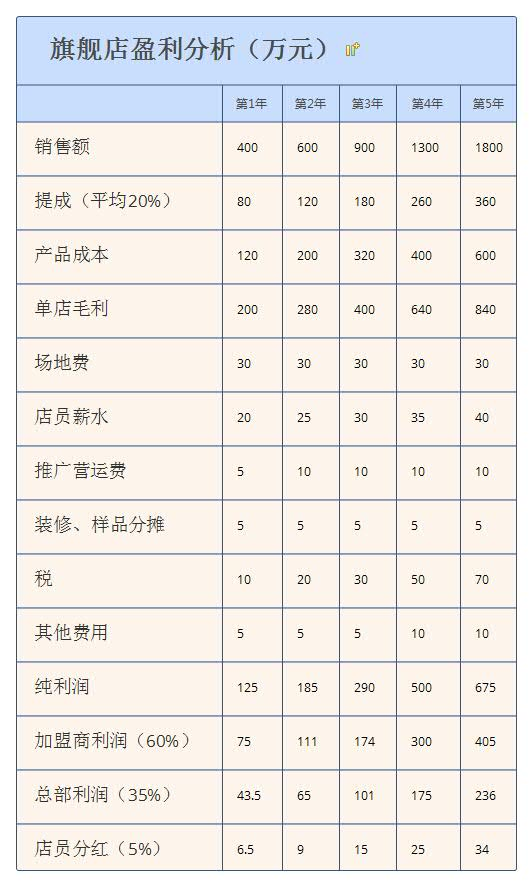 旗舰店盈利分析（万元）
第1年 第2年 第3年 第4年 第5年
销售额 400 600 900 1300 1800
提成（平均20%） 80 120 180 260 360
产品成本 120 200 320 400 600
单店毛利 200 280 400 640 840
场地费 30 30 30 30 30
店员薪水 20 25 30 35 40
推广营运费 5 10 10 10 10
装修、样品分摊 5 5 5 5 5
税 10 20 30 50 70
其他费用 5 5 5 10 10
纯利润 125 185 290 500 675
加盟商利润（60%） 75 111 174 300 405
总部利润（35%） 43.5 65 101 175 236
店员分红（5%） 6.5 9 15 25 34